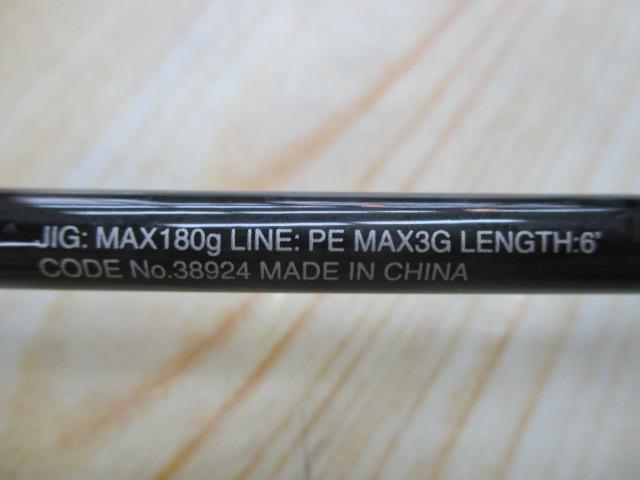 JIG: MAX180g LINE: PE MAX3G LENGTH:6'
CODE No.38924 MADE IN CHINA